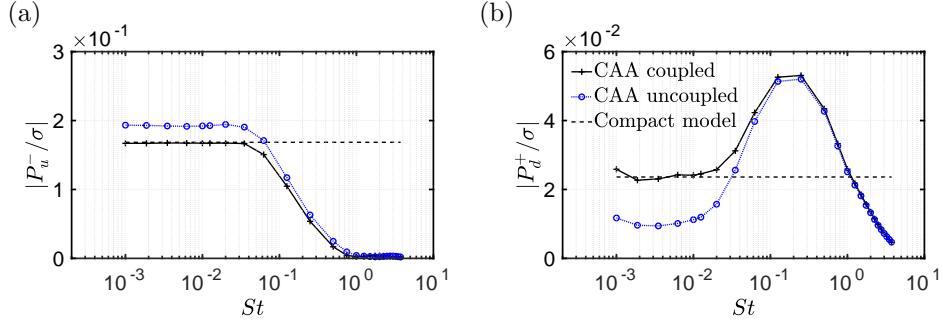 (a)
×10⁻¹
3
2
1
0
|P_u⁻/σ|
10⁻³ 10⁻² 10⁻¹ 10⁰ 10¹
St
(b)
×10⁻²
6
4
2
0
|P_d⁺/σ|
CAA coupled
CAA uncoupled
Compact model
10⁻³ 10⁻² 10⁻¹ 10⁰ 10¹
St